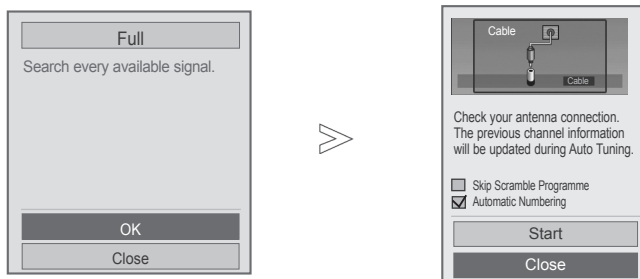 Full
Search every available signal.
OK
Close
Cable
Cable
Check your antenna connection.
The previous channel information
will be updated during Auto Tuning.
Skip Scramble Programme
Automatic Numbering
Start
Close